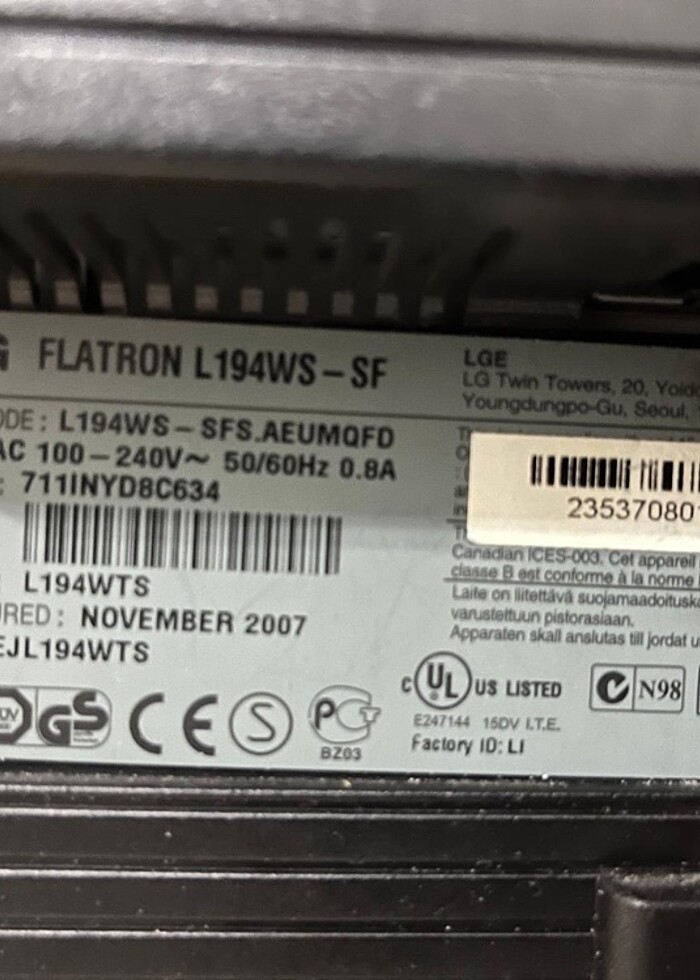 G FLATRON L194WS-SF
ODE: L194WS-SFS.AEUMQFD
AC 100-240V~ 50/60Hz 0.8A
: 711INYD8C634
L194WTS
URED: NOVEMBER 2007
EJL194WTS
GS CE S PCT
BZ03
LGE
LG Twin Towers, 20, Yoid
Youngdungpo-Gu, Seoul,
235370801
Canadian ICES-003. Cet appareil
classe B est conforme à la norme
Laite on liitettävä suojamaadoituska
varustettuun pistorasiaan.
Apparaten skall anslutas till jordat u
c UL US LISTED
E247144 15DV I.T.E.
Factory ID: LI
N98